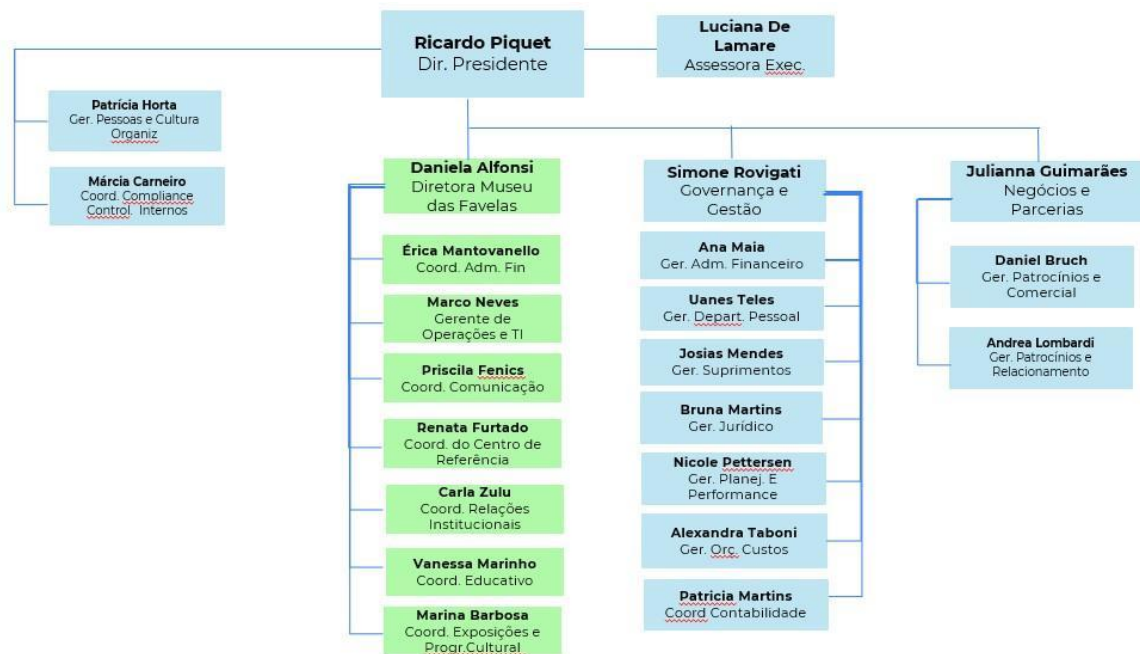 Ricardo Piquet
Dir. Presidente
Luciana De
Lamare
Assessora Exec.
Patrícia Horta
Ger. Pessoas e Cultura
Organiz
Márcia Carneiro
Coord. Compliance
Control. Internos
Daniela Alfonsi
Diretora Museu
das Favelas
Érica Mantovanello
Coord. Adm. Fin
Marco Neves
Gerente de
Operações e TI
Priscila Fenics
Coord. Comunicação
Renata Furtado
Coord. do Centro de
Referência
Carla Zulu
Coord. Relações
Institucionais
Vanessa Marinho
Coord. Educativo
Marina Barbosa
Coord. Exposições e
Progr.Cultural
Simone Rovigati
Governança e
Gestão
Ana Maia
Ger. Adm. Financeiro
Uanes Teles
Ger. Depart. Pessoal
Josias Mendes
Ger. Suprimentos
Bruna Martins
Ger. Jurídico
Nicole Pettersen
Ger. Planej. E
Performance
Alexandra Taboni
Ger. Orç. Custos
Patricia Martins
Coord Contabilidade
Julianna Guimarães
Negócios e
Parcerias
Daniel Bruch
Ger. Patrocínios e
Comercial
Andrea Lombardi
Ger. Patrocínios e
Relacionamento